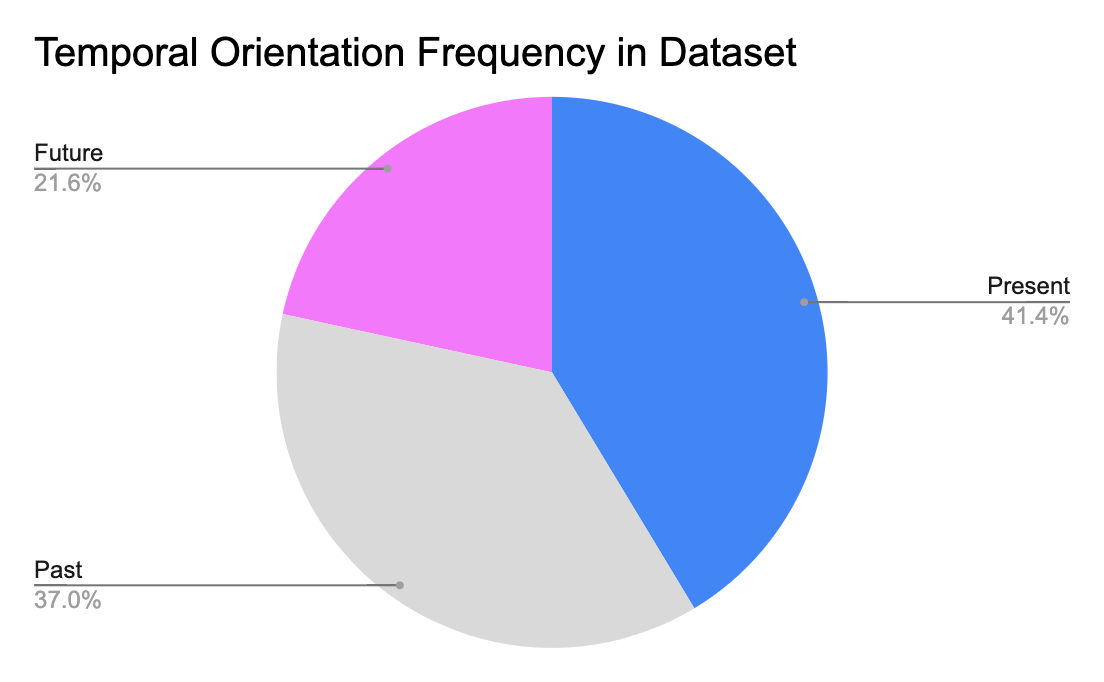 Temporal Orientation Frequency in Dataset
Future
21.6%
Present
41.4%
Past
37.0%